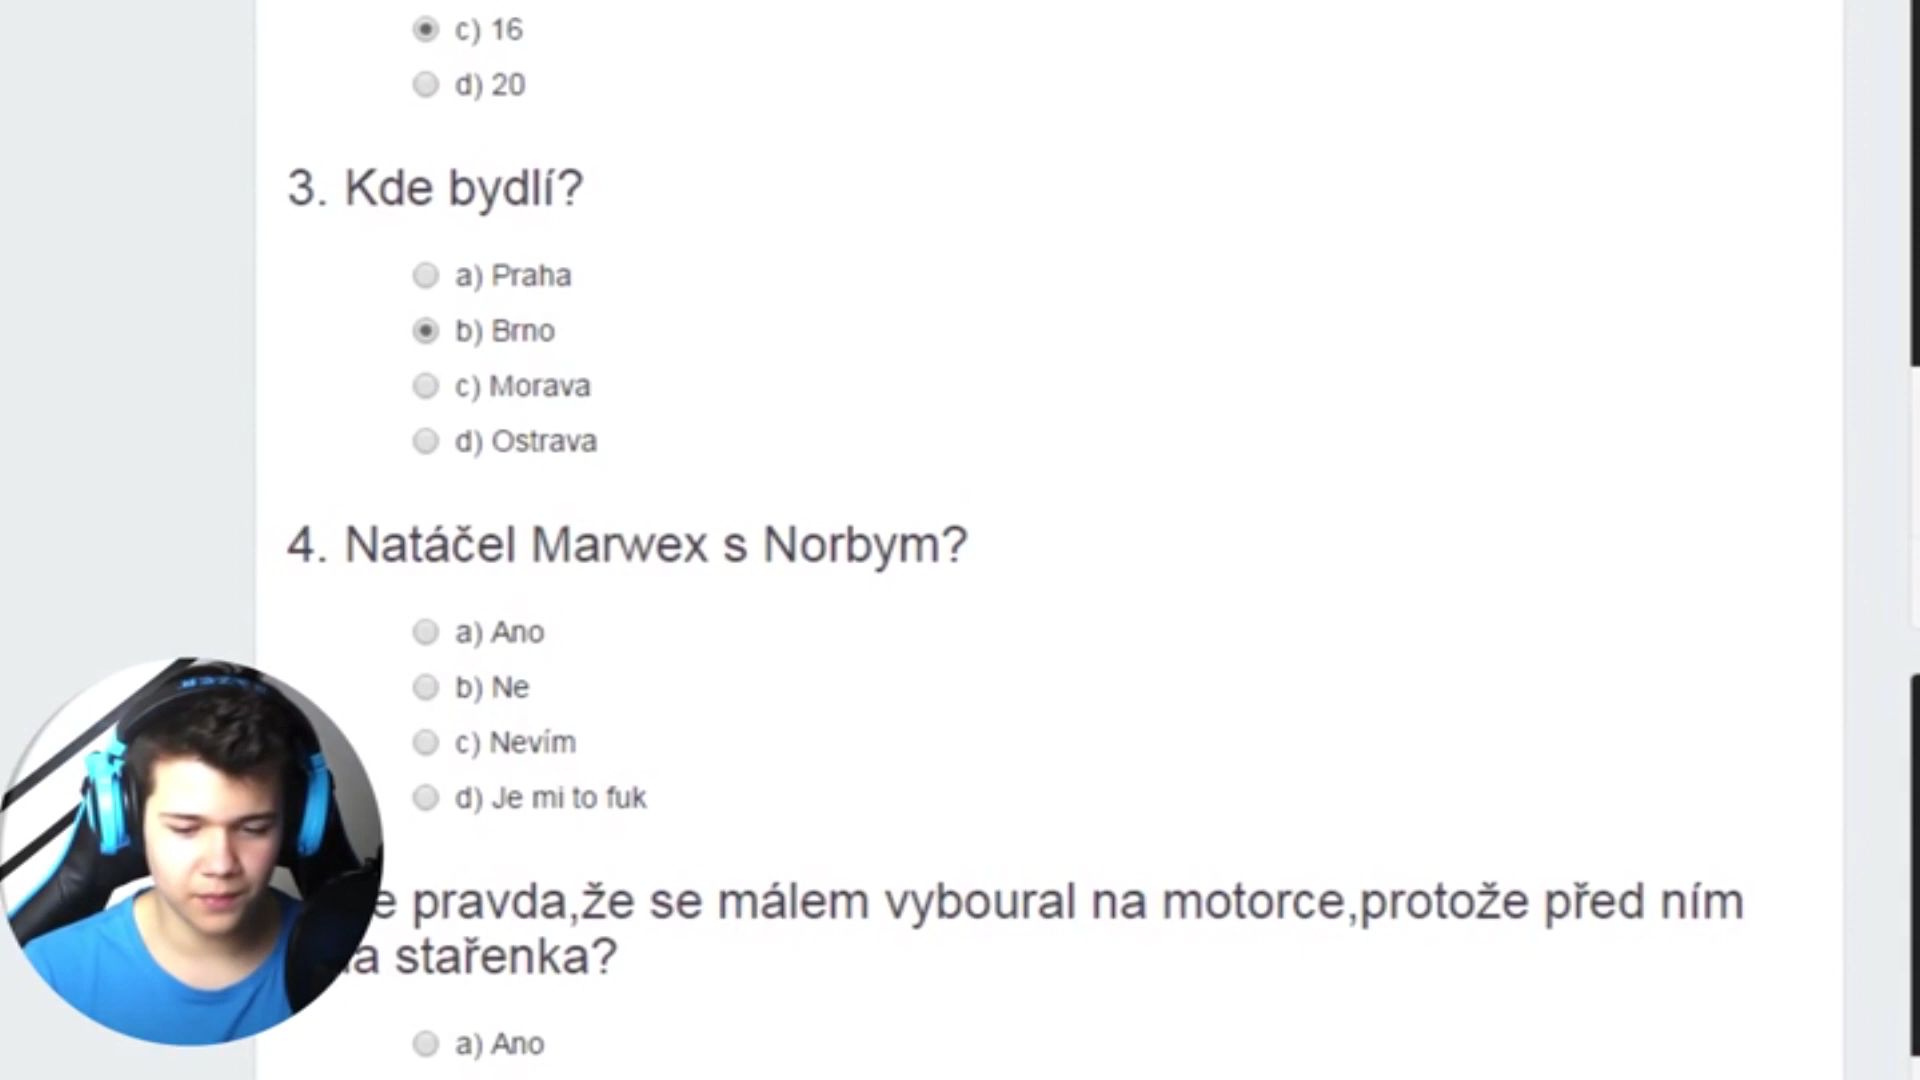 c) 16
d) 20
3. Kde bydlí?
a) Praha
b) Brno
c) Morava
d) Ostrava
4. Natáčel Marwex s Norbym?
a) Ano
b) Ne
c) Nevím
d) Je mi to fuk
pravda,že se málem vyboural na motorce,protože před ním
stařenka?
a) Ano